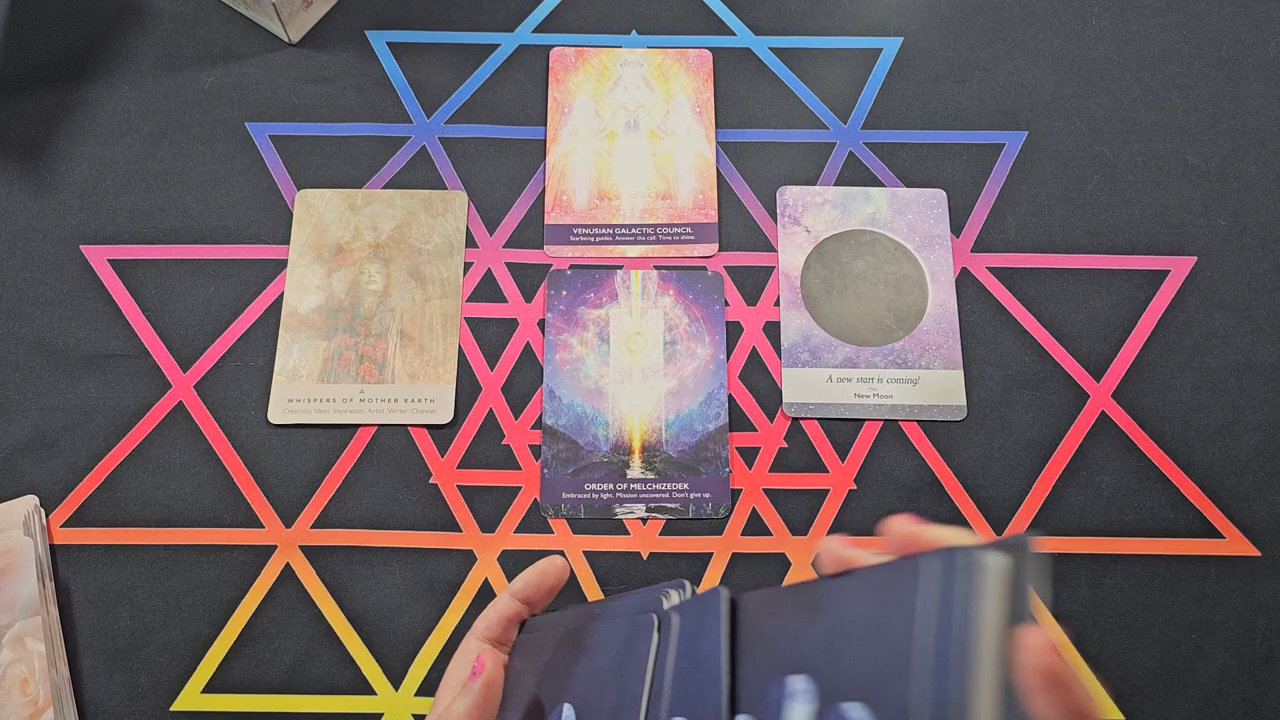 VENUSIAN GALACTIC COUNCIL
Starbeing guides. Answer the call. Time to shine.
WHISPERS OF MOTHER EARTH
Creativity. Ideas. Inspiration. Artist. Writer. Channel.
A new start is coming!
New Moon
ORDER OF MELCHIZEDEK
Embraced by light. Mission uncovered. Don't give up.